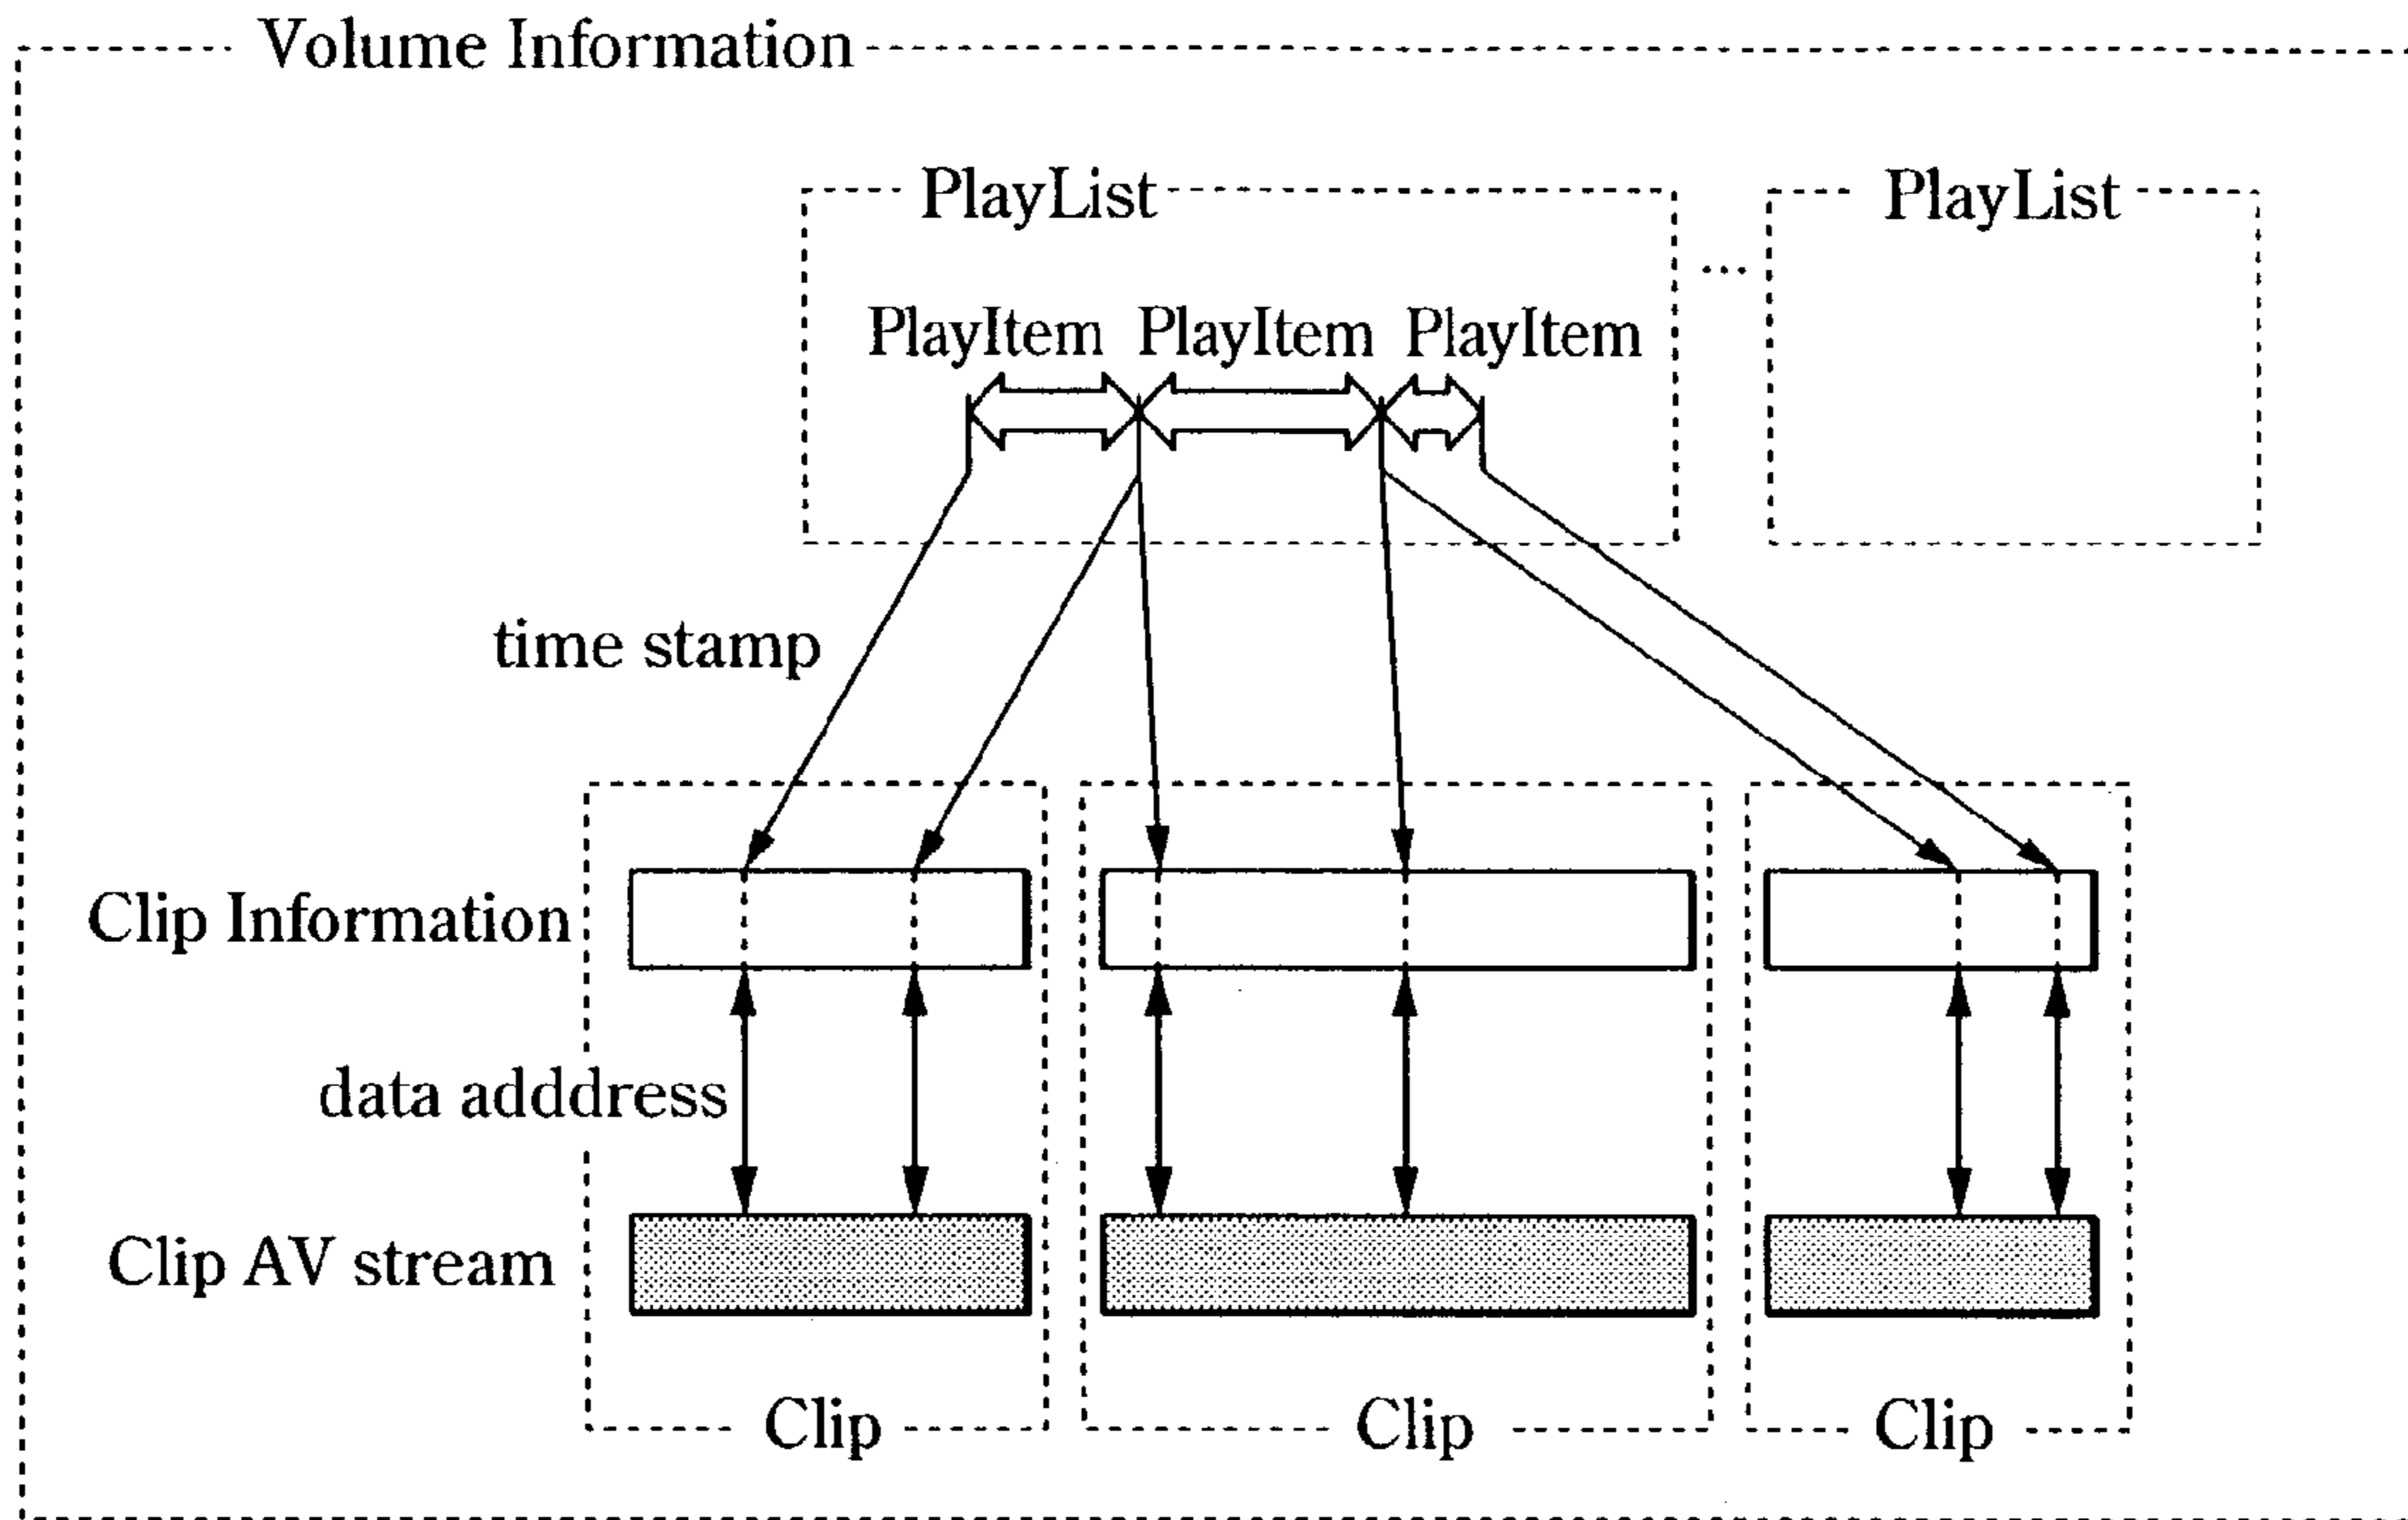 Volume Information
PlayList
PlayList
...
PlayItem PlayItem PlayItem
time stamp
Clip Information
data adddress
Clip AV stream
Clip
Clip
Clip